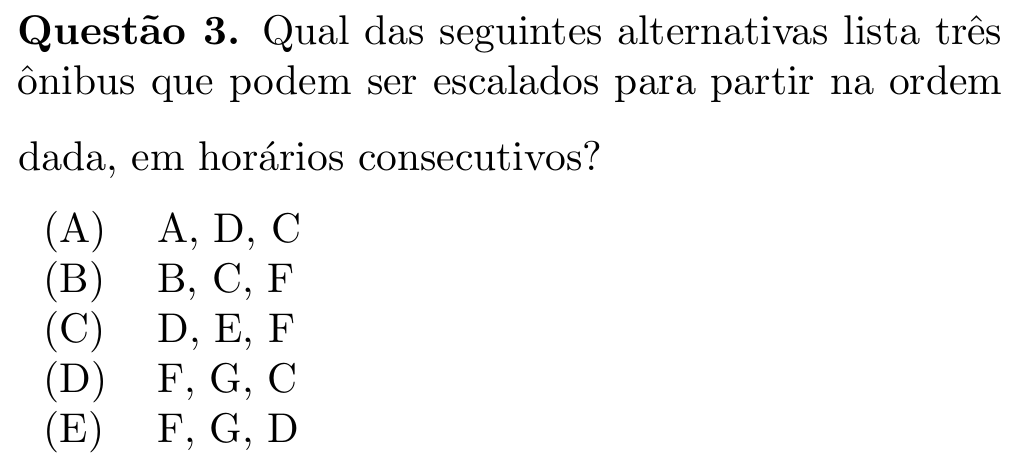 Questão 3. Qual das seguintes alternativas lista três
ônibus que podem ser escalados para partir na ordem
dada, em horários consecutivos?
(A) A, D, C
(B) B, C, F
(C) D, E, F
(D) F, G, C
(E) F, G, D